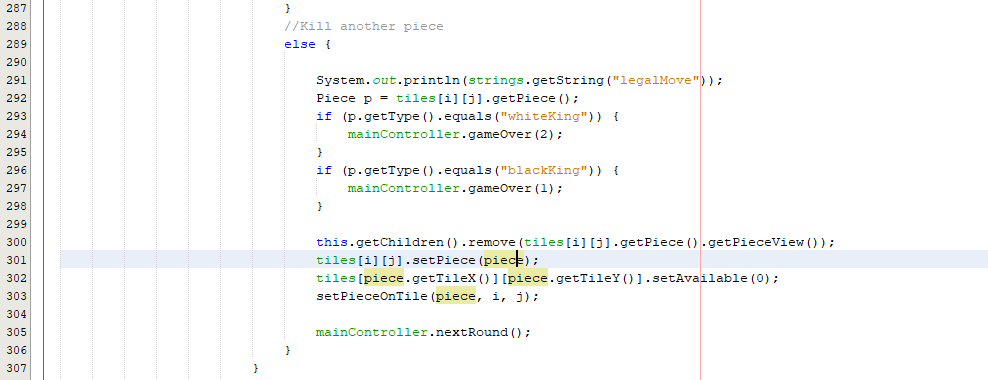 287 }
288 //Kill another piece
289 else {
290
291 System.out.println(strings.getString("legalMove"));
292 Piece p = tiles[i][j].getPiece();
293 if (p.getType().equals("whiteKing")) {
294 mainController.gameOver(2);
295 }
296 if (p.getType().equals("blackKing")) {
297 mainController.gameOver(1);
298 }
299
300 this.getChildren().remove(tiles[i][j].getPiece().getPieceView());
301 tiles[i][j].setPiece(piece);
302 tiles[piece.getTileX()][piece.getTileY()].setAvailable(0);
303 setPieceOnTile(piece, i, j);
304
305 mainController.nextRound();
306 }
307 }